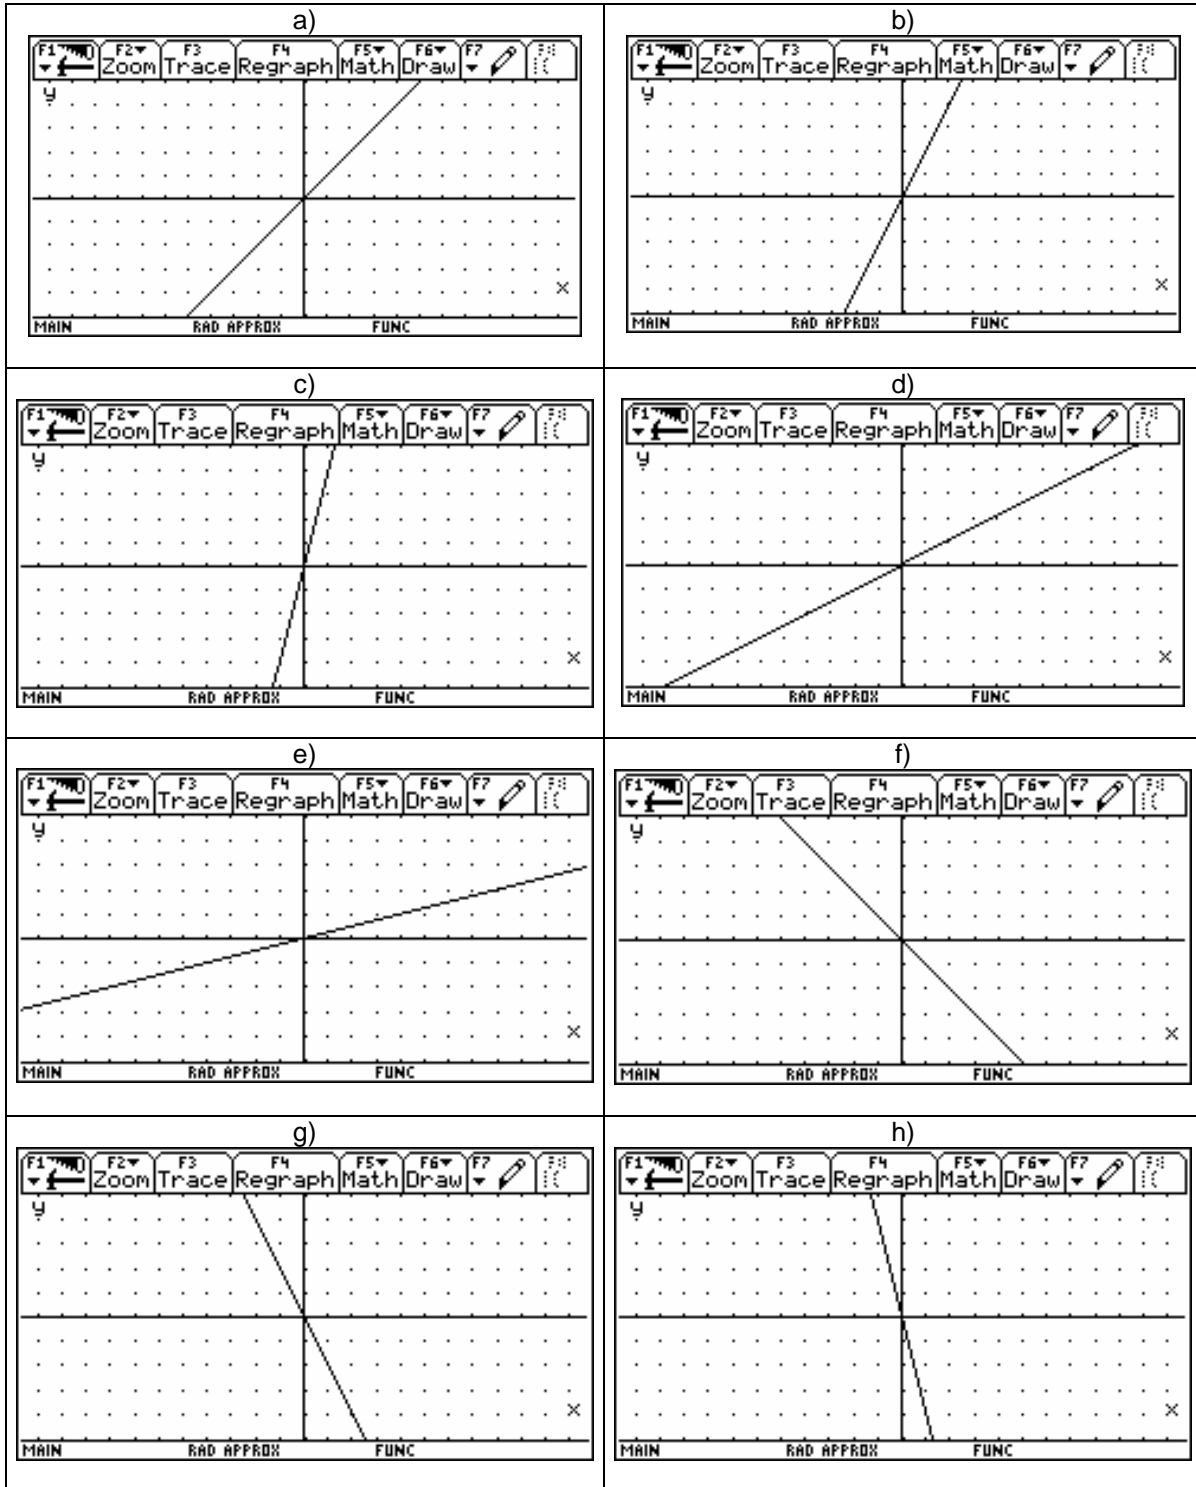 a)
F1 F2 F3 F4 F5 F6 F7
Zoom Trace Regraph Math Draw
y
x
MAIN RAD APPROX FUNC
b)
F1 F2 F3 F4 F5 F6 F7
Zoom Trace Regraph Math Draw
y
x
MAIN RAD APPROX FUNC
c)
F1 F2 F3 F4 F5 F6 F7
Zoom Trace Regraph Math Draw
y
x
MAIN RAD APPROX FUNC
d)
F1 F2 F3 F4 F5 F6 F7
Zoom Trace Regraph Math Draw
y
x
MAIN RAD APPROX FUNC
e)
F1 F2 F3 F4 F5 F6 F7
Zoom Trace Regraph Math Draw
y
x
MAIN RAD APPROX FUNC
f)
F1 F2 F3 F4 F5 F6 F7
Zoom Trace Regraph Math Draw
y
x
MAIN RAD APPROX FUNC
g)
F1 F2 F3 F4 F5 F6 F7
Zoom Trace Regraph Math Draw
y
x
MAIN RAD APPROX FUNC
h)
F1 F2 F3 F4 F5 F6 F7
Zoom Trace Regraph Math Draw
y
x
MAIN RAD APPROX FUNC